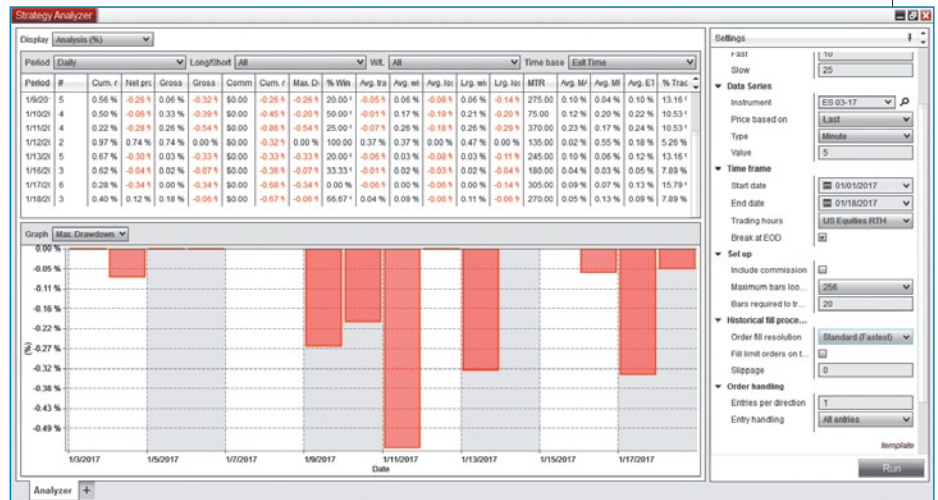 Strategy Analyzer
Display Analysis (%)
Period Daily Long/Short All W/L All Time base Exit Time
Period # Cum. r Net pro Gross Gross Comm Cum. r Max. D % Win Avg. tra Avg. wi Avg. los Lrg. wi Lrg. los MTR Avg. MA Avg. MF Avg. ET % Trac
1/9/20 5 0.56 % -0.26 0.06 % -0.32 $0.00 -0.26 -0.26 20.00 -0.05 0.06 % -0.08 0.06 % -0.14 275.00 0.10 % 0.04 % 0.10 % 13.16
1/10/2 4 0.50 % -0.06 0.33 % -0.39 $0.00 -0.45 -0.20 50.00 -0.01 0.17 % -0.19 0.21 % -0.20 75.00 0.12 % 0.20 % 0.22 % 10.53
1/11/2 4 0.22 % -0.28 0.26 % -0.54 $0.00 -0.86 -0.54 25.00 -0.07 0.26 % -0.18 0.26 % -0.29 370.00 0.23 % 0.17 % 0.24 % 10.53
1/12/2 2 0.97 % 0.74 % 0.74 % 0.00 % $0.00 -0.32 0.00 % 100.00 0.37 % 0.37 % 0.00 % 0.47 % 0.00 % 135.00 0.02 % 0.55 % 0.18 % 5.26 %
1/13/2 5 0.67 % -0.30 0.03 % -0.33 $0.00 -0.33 -0.33 20.00 -0.06 0.03 % -0.08 0.03 % -0.11 245.00 0.10 % 0.06 % 0.12 % 13.16
1/16/2 3 0.62 % -0.04 0.02 % -0.07 $0.00 -0.36 -0.07 33.33 -0.01 0.02 % -0.03 0.02 % -0.04 180.00 0.04 % 0.03 % 0.05 % 7.89 %
1/17/2 6 0.28 % -0.34 0.00 % -0.34 $0.00 -0.68 -0.34 0.00 % -0.06 0.00 % -0.06 0.00 % -0.14 305.00 0.09 % 0.07 % 0.13 % 15.79
1/18/2 3 0.40 % 0.12 % 0.18 % -0.06 $0.00 -0.67 -0.06 66.67 0.04 % 0.09 % -0.06 0.11 % -0.06 270.00 0.05 % 0.13 % 0.09 % 7.89 %
Graph Max. Drawdown
0.00 %
-0.05 %
-0.11 %
-0.16 %
-0.22 %
-0.27 %
-0.32 %
-0.38 %
-0.43 %
-0.49 %
(%)
1/3/2017 1/5/2017 1/7/2017 1/9/2017 1/11/2017 1/13/2017 1/15/2017 1/17/2017
Date
Analyzer +
Settings
Fast 10
Slow 25
Data Series
Instrument ES 03-17
Price based on Last
Type Minute
Value 5
Time frame
Start date 01/01/2017
End date 01/18/2017
Trading hours US Equities RTH
Break at EOD
Set up
Include commission
Maximum bars loo... 256
Bars required to tr... 20
Historical fill proce...
Order fill resolution Standard (Fastest)
Fill limit orders on t...
Slippage 0
Order handling
Entries per direction 1
Entry handling All entries
template
Run